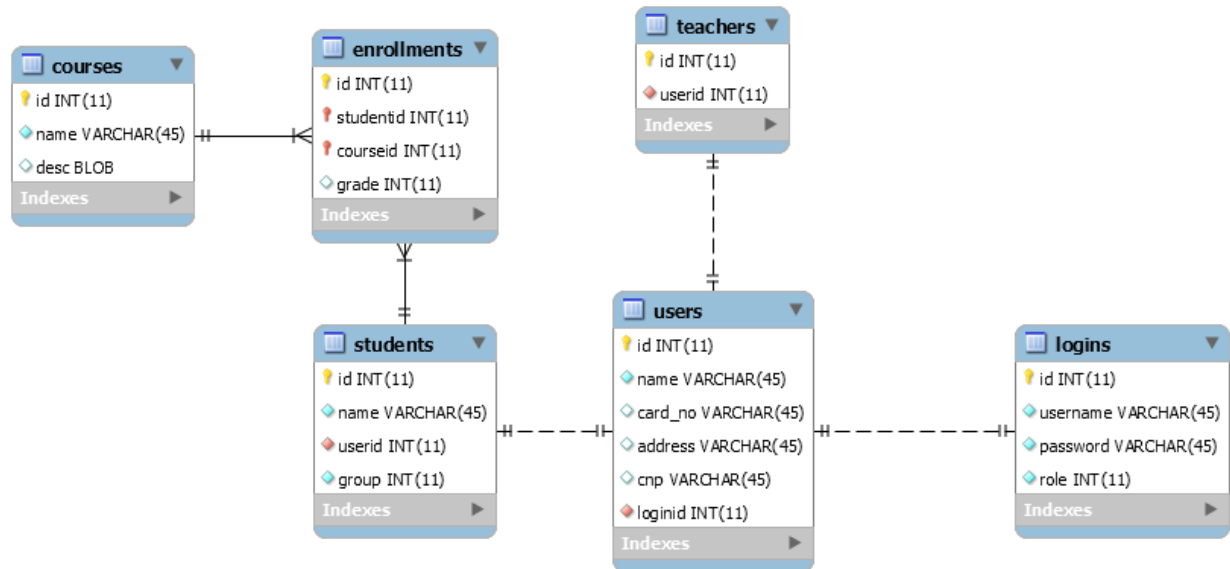 courses
id INT(11)
name VARCHAR(45)
desc BLOB
Indexes
enrollments
id INT(11)
studentid INT(11)
courseid INT(11)
grade INT(11)
Indexes
teachers
id INT(11)
userid INT(11)
Indexes
students
id INT(11)
name VARCHAR(45)
userid INT(11)
group INT(11)
Indexes
users
id INT(11)
name VARCHAR(45)
card_no VARCHAR(45)
address VARCHAR(45)
cnp VARCHAR(45)
loginid INT(11)
Indexes
logins
id INT(11)
username VARCHAR(45)
password VARCHAR(45)
role INT(11)
Indexes